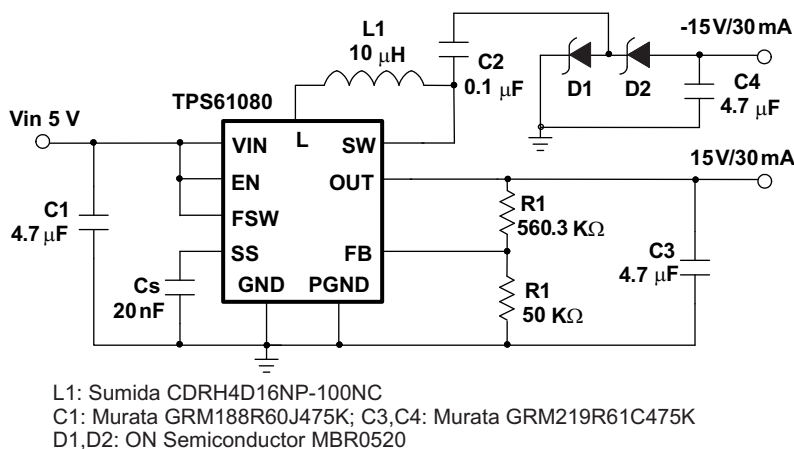 L1
10 μH
C2
0.1 μF
-15V/30mA
D1
D2
C4
4.7 μF
TPS61080
Vin 5 V
VIN
L
SW
EN
OUT
FSW
SS
FB
GND
PGND
C1
4.7 μF
Cs
20nF
15V/30mA
R1
560.3 KΩ
R1
50 KΩ
C3
4.7 μF
L1: Sumida CDRH4D16NP-100NC
C1: Murata GRM188R60J475K; C3,C4: Murata GRM219R61C475K
D1,D2: ON Semiconductor MBR0520